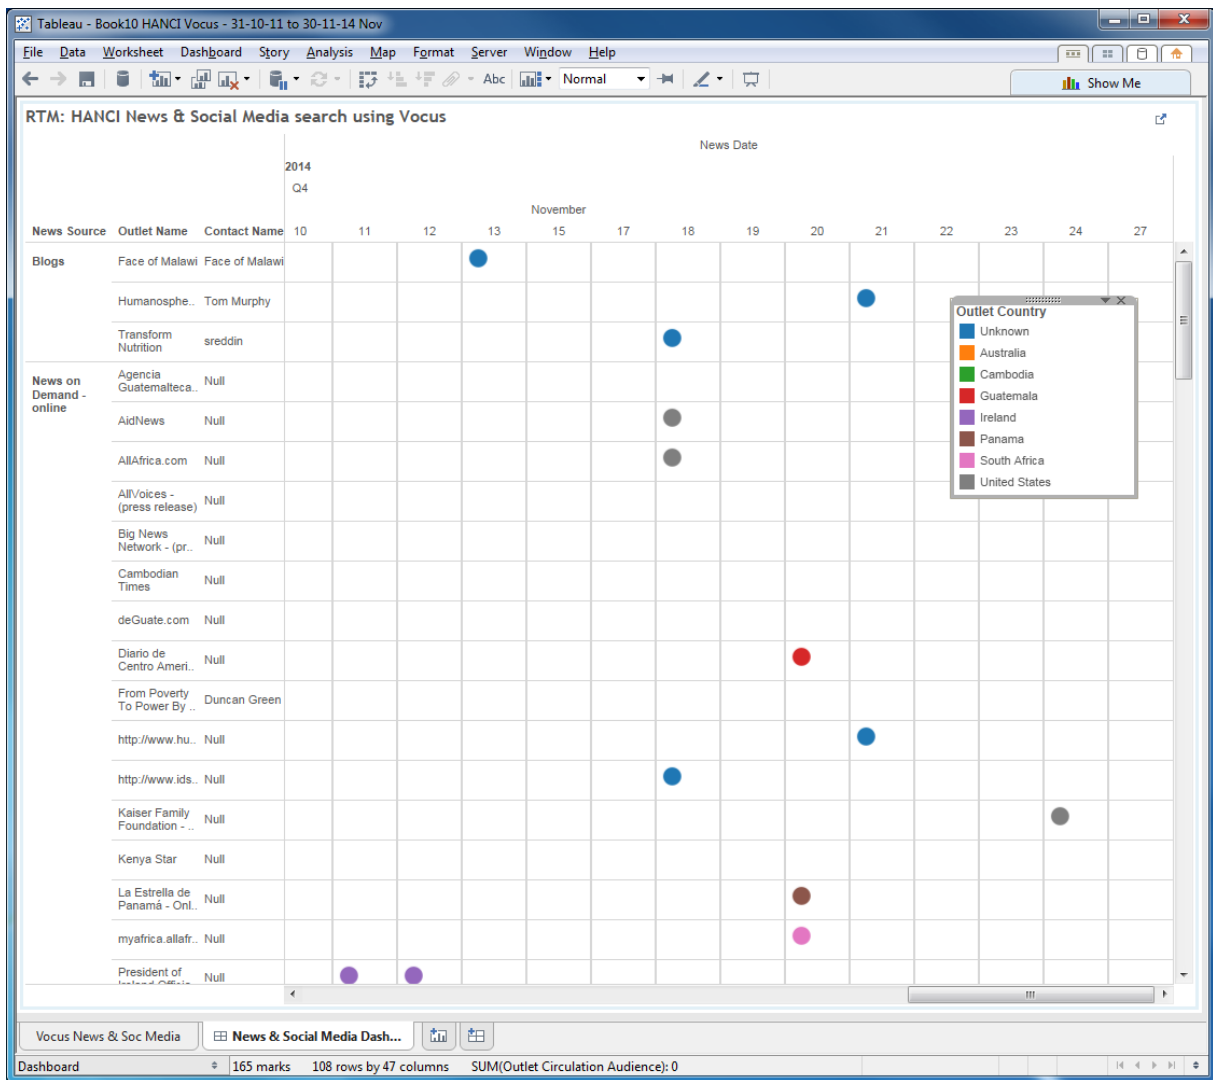 Tableau - Book10 HANCI Vocus - 31-10-11 to 30-11-14 Nov
File Data Worksheet Dashboard Story Analysis Map Format Server Window Help
Abc Normal Show Me
RTM: HANCI News & Social Media search using Vocus
News Date
2014
Q4
November
News Source Outlet Name Contact Name 10 11 12 13 15 17 18 19 20 21 22 23 24 27
Blogs Face of Malawi Face of Malawi
Humanosphe.. Tom Murphy
Transform
Nutrition sreddin
Outlet Country
Unknown
Australia
Cambodia
Guatemala
Ireland
Panama
South Africa
United States
News on
Demand -
online
Agencia
Guatemalteca.. Null
AidNews Null
AllAfrica.com Null
AllVoices -
(press release) Null
Big News
Network - (pr.. Null
Cambodian
Times Null
deGuate.com Null
Diario de
Centro Ameri.. Null
From Poverty
To Power By .. Duncan Green
http://www.hu.. Null
http://www.ids.. Null
Kaiser Family
Foundation - .. Null
Kenya Star Null
La Estrella de
Panamá - Onl.. Null
myafrica.allafr.. Null
President of
Null
Vocus News & Soc Media News & Social Media Dash...
Dashboard 165 marks 108 rows by 47 columns SUM(Outlet Circulation Audience): 0